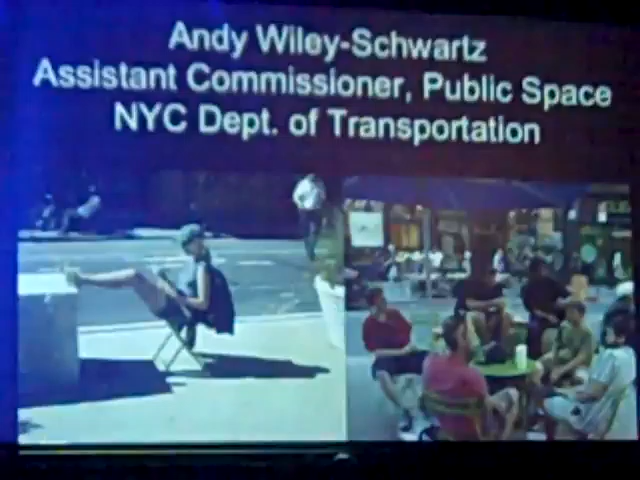 Andy Wiley-Schwartz
Assistant Commissioner, Public Space
NYC Dept. of Transportation